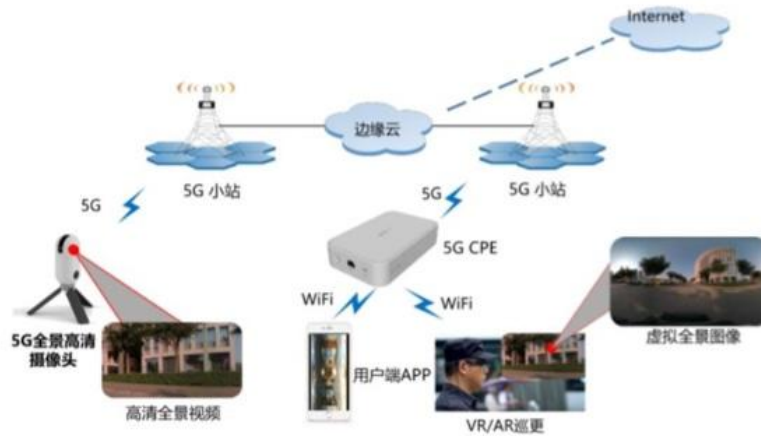 Internet
边缘云
5G 小站
5G 小站
5G
5G
5G CPE
WiFi
WiFi
5G全景高清
摄像头
高清全景视频
用户端APP
VR/AR巡更
虚拟全景图像